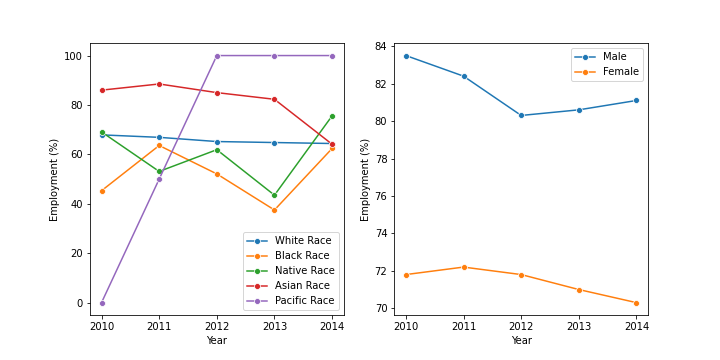 100
80
60
40
20
0
Employment (%)
2010 2011 2012 2013 2014
Year
White Race
Black Race
Native Race
Asian Race
Pacific Race
84
82
80
78
76
74
72
70
Employment (%)
2010 2011 2012 2013 2014
Year
Male
Female